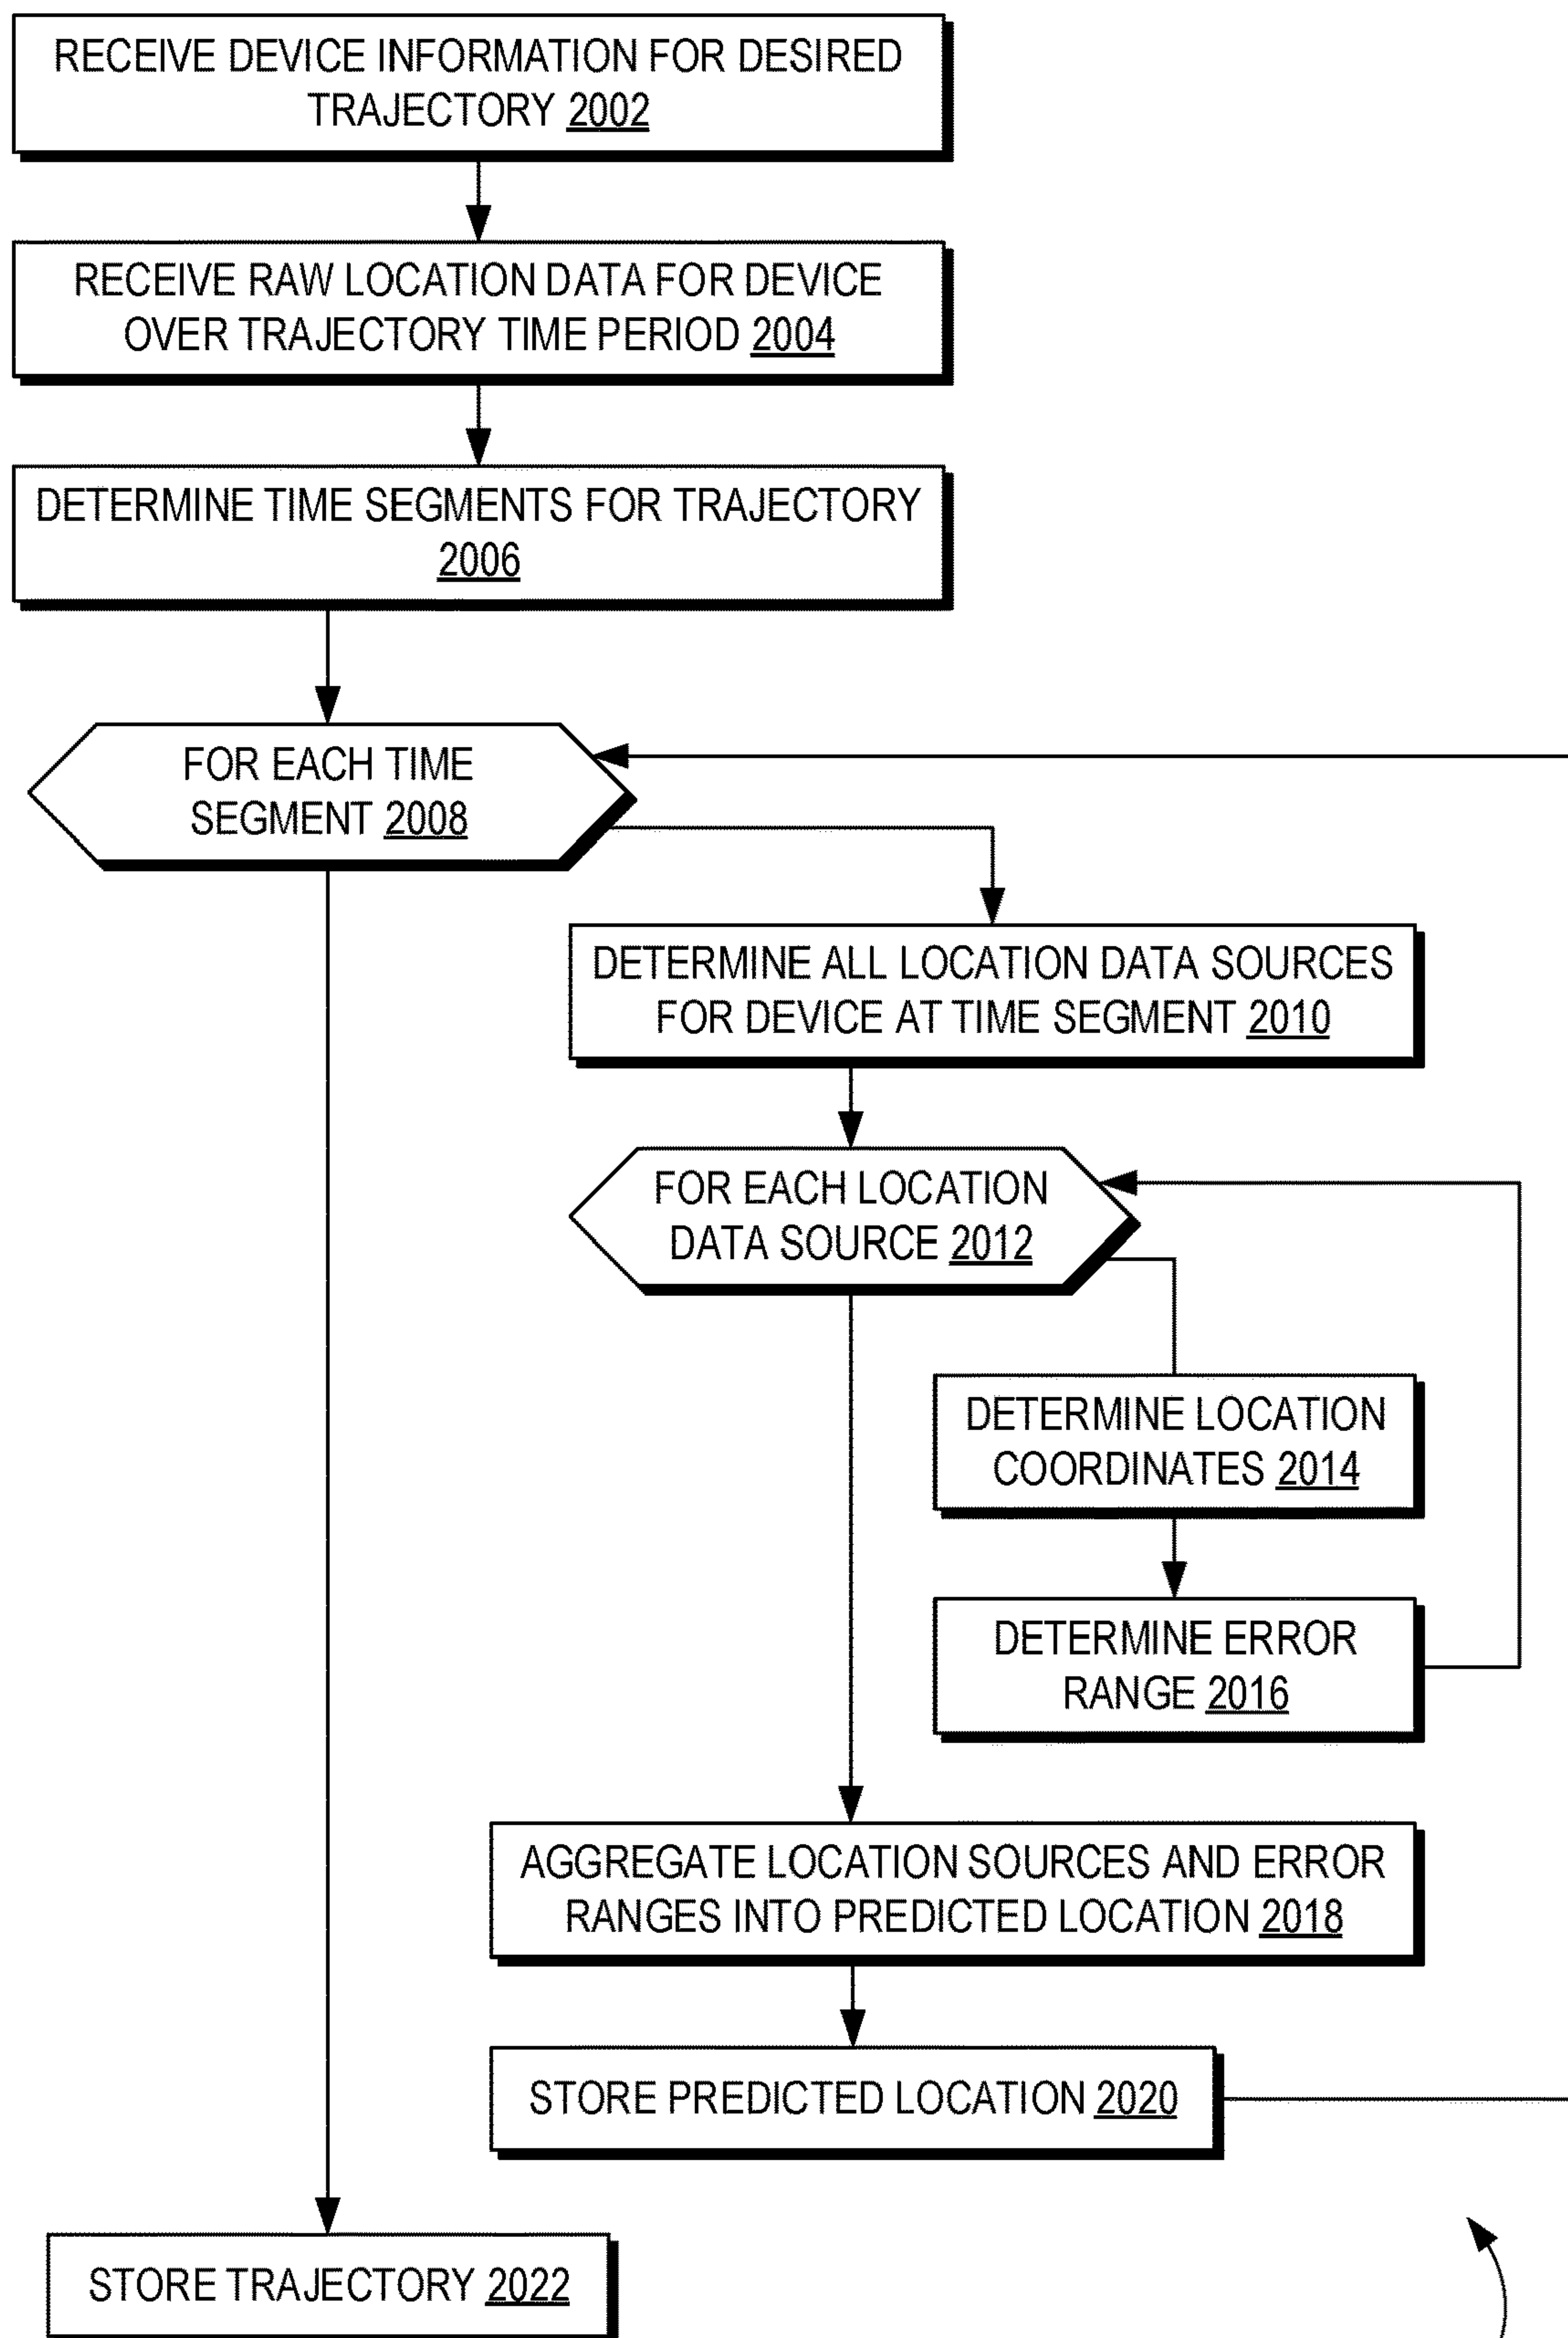 RECEIVE DEVICE INFORMATION FOR DESIRED
TRAJECTORY 2002
RECEIVE RAW LOCATION DATA FOR DEVICE
OVER TRAJECTORY TIME PERIOD 2004
DETERMINE TIME SEGMENTS FOR TRAJECTORY
2006
FOR EACH TIME
SEGMENT 2008
DETERMINE ALL LOCATION DATA SOURCES
FOR DEVICE AT TIME SEGMENT 2010
FOR EACH LOCATION
DATA SOURCE 2012
DETERMINE LOCATION
COORDINATES 2014
DETERMINE ERROR
RANGE 2016
AGGREGATE LOCATION SOURCES AND ERROR
RANGES INTO PREDICTED LOCATION 2018
STORE PREDICTED LOCATION 2020
STORE TRAJECTORY 2022